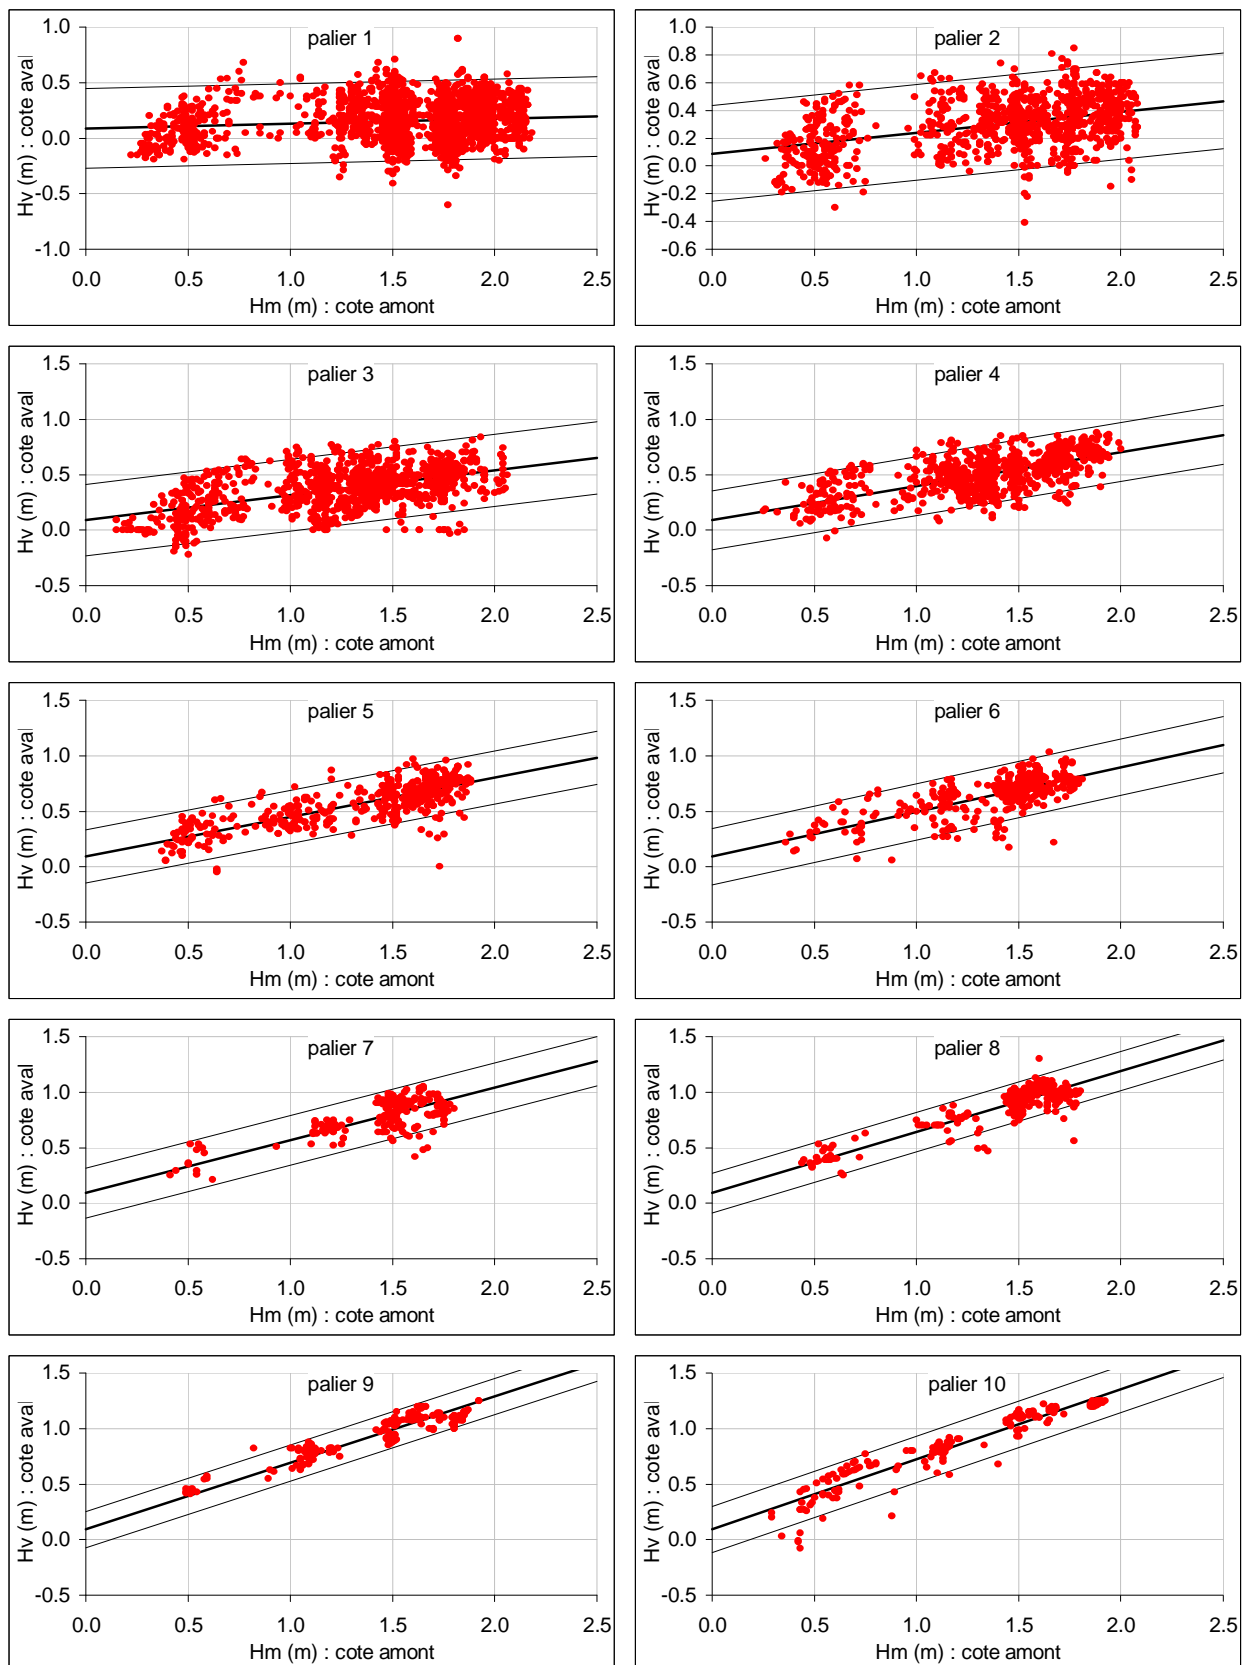 palier 1
1.0
0.5
0.0
-0.5
-1.0
Hv (m) : cote aval
0.0 0.5 1.0 1.5 2.0 2.5
Hm (m) : cote amont
palier 2
1.0
0.8
0.6
0.4
0.2
0.0
-0.2
-0.4
-0.6
Hv (m) : cote aval
0.0 0.5 1.0 1.5 2.0 2.5
Hm (m) : cote amont
palier 3
1.5
1.0
0.5
0.0
-0.5
Hv (m) : cote aval
0.0 0.5 1.0 1.5 2.0 2.5
Hm (m) : cote amont
palier 4
1.5
1.0
0.5
0.0
-0.5
Hv (m) : cote aval
0.0 0.5 1.0 1.5 2.0 2.5
Hm (m) : cote amont
palier 5
1.5
1.0
0.5
0.0
-0.5
Hv (m) : cote aval
0.0 0.5 1.0 1.5 2.0 2.5
Hm (m) : cote amont
palier 6
1.5
1.0
0.5
0.0
-0.5
Hv (m) : cote aval
0.0 0.5 1.0 1.5 2.0 2.5
Hm (m) : cote amont
palier 7
1.5
1.0
0.5
0.0
-0.5
Hv (m) : cote aval
0.0 0.5 1.0 1.5 2.0 2.5
Hm (m) : cote amont
palier 8
1.5
1.0
0.5
0.0
-0.5
Hv (m) : cote aval
0.0 0.5 1.0 1.5 2.0 2.5
Hm (m) : cote amont
palier 9
1.5
1.0
0.5
0.0
-0.5
Hv (m) : cote aval
0.0 0.5 1.0 1.5 2.0 2.5
Hm (m) : cote amont
palier 10
1.5
1.0
0.5
0.0
-0.5
Hv (m) : cote aval
0.0 0.5 1.0 1.5 2.0 2.5
Hm (m) : cote amont